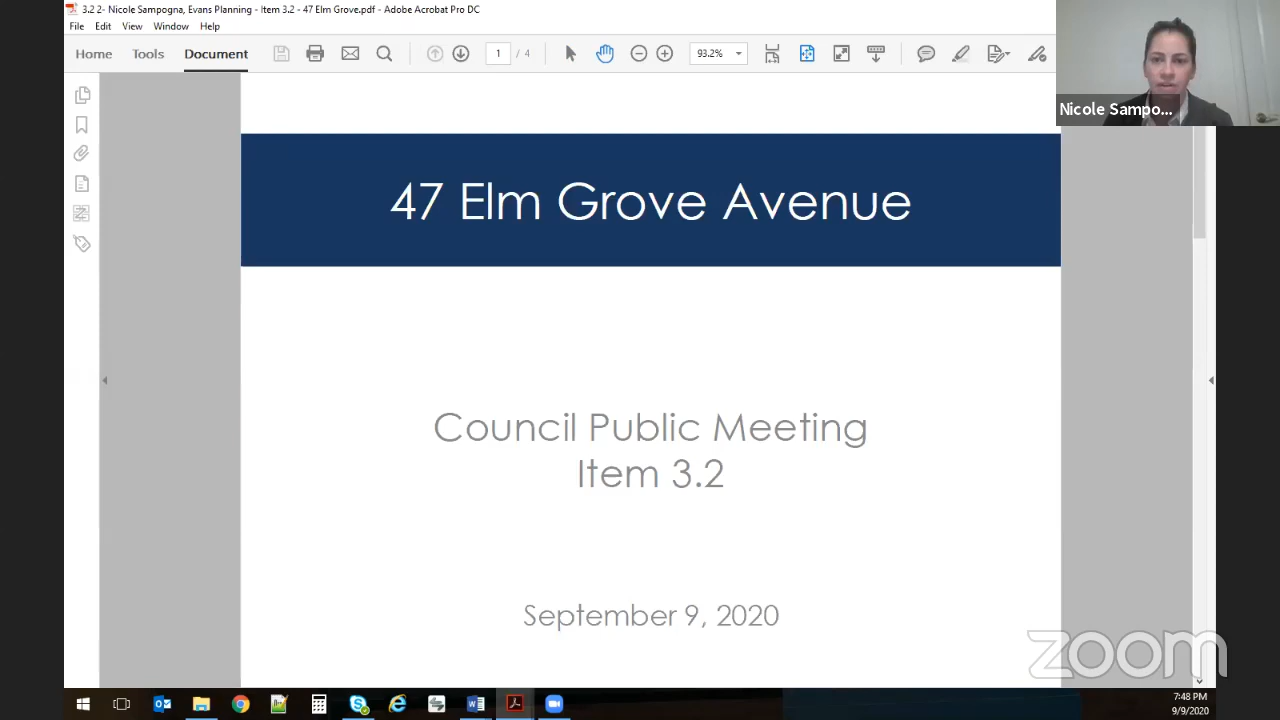 3.2 2- Nicole Sampogna, Evans Planning - Item 3.2 - 47 Elm Grove.pdf - Adobe Acrobat Pro DC
File Edit View Window Help
Home Tools Document 1 / 4 93.2%
Nicole Sampo...
47 Elm Grove Avenue
Council Public Meeting
Item 3.2
September 9, 2020
zoom
7:48 PM
9/9/2020